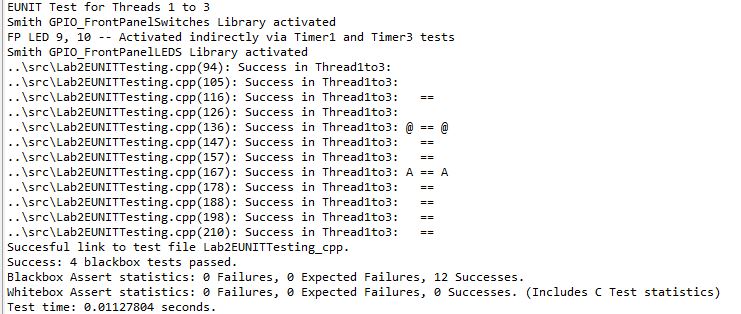 EUNIT Test for Threads 1 to 3
Smith GPIO_FrontPanelSwitches Library activated
FP LED 9, 10 -- Activated indirectly via Timer1 and Timer3 tests
Smith GPIO_FrontPanelLEDS Library activated
..\src\Lab2EUNITTesting.cpp(94): Success in Thread1to3:
..\src\Lab2EUNITTesting.cpp(105): Success in Thread1to3:
..\src\Lab2EUNITTesting.cpp(116): Success in Thread1to3:   ==
..\src\Lab2EUNITTesting.cpp(126): Success in Thread1to3:
..\src\Lab2EUNITTesting.cpp(136): Success in Thread1to3: @ == @
..\src\Lab2EUNITTesting.cpp(147): Success in Thread1to3:   ==
..\src\Lab2EUNITTesting.cpp(157): Success in Thread1to3:   ==
..\src\Lab2EUNITTesting.cpp(167): Success in Thread1to3: A == A
..\src\Lab2EUNITTesting.cpp(178): Success in Thread1to3:   ==
..\src\Lab2EUNITTesting.cpp(188): Success in Thread1to3:   ==
..\src\Lab2EUNITTesting.cpp(198): Success in Thread1to3:   ==
..\src\Lab2EUNITTesting.cpp(210): Success in Thread1to3:   ==
Succesful link to test file Lab2EUNITTesting_cpp.
Success: 4 blackbox tests passed.
Blackbox Assert statistics: 0 Failures, 0 Expected Failures, 12 Successes.
Whitebox Assert statistics: 0 Failures, 0 Expected Failures, 0 Successes. (Includes C Test statistics)
Test time: 0.01127804 seconds.